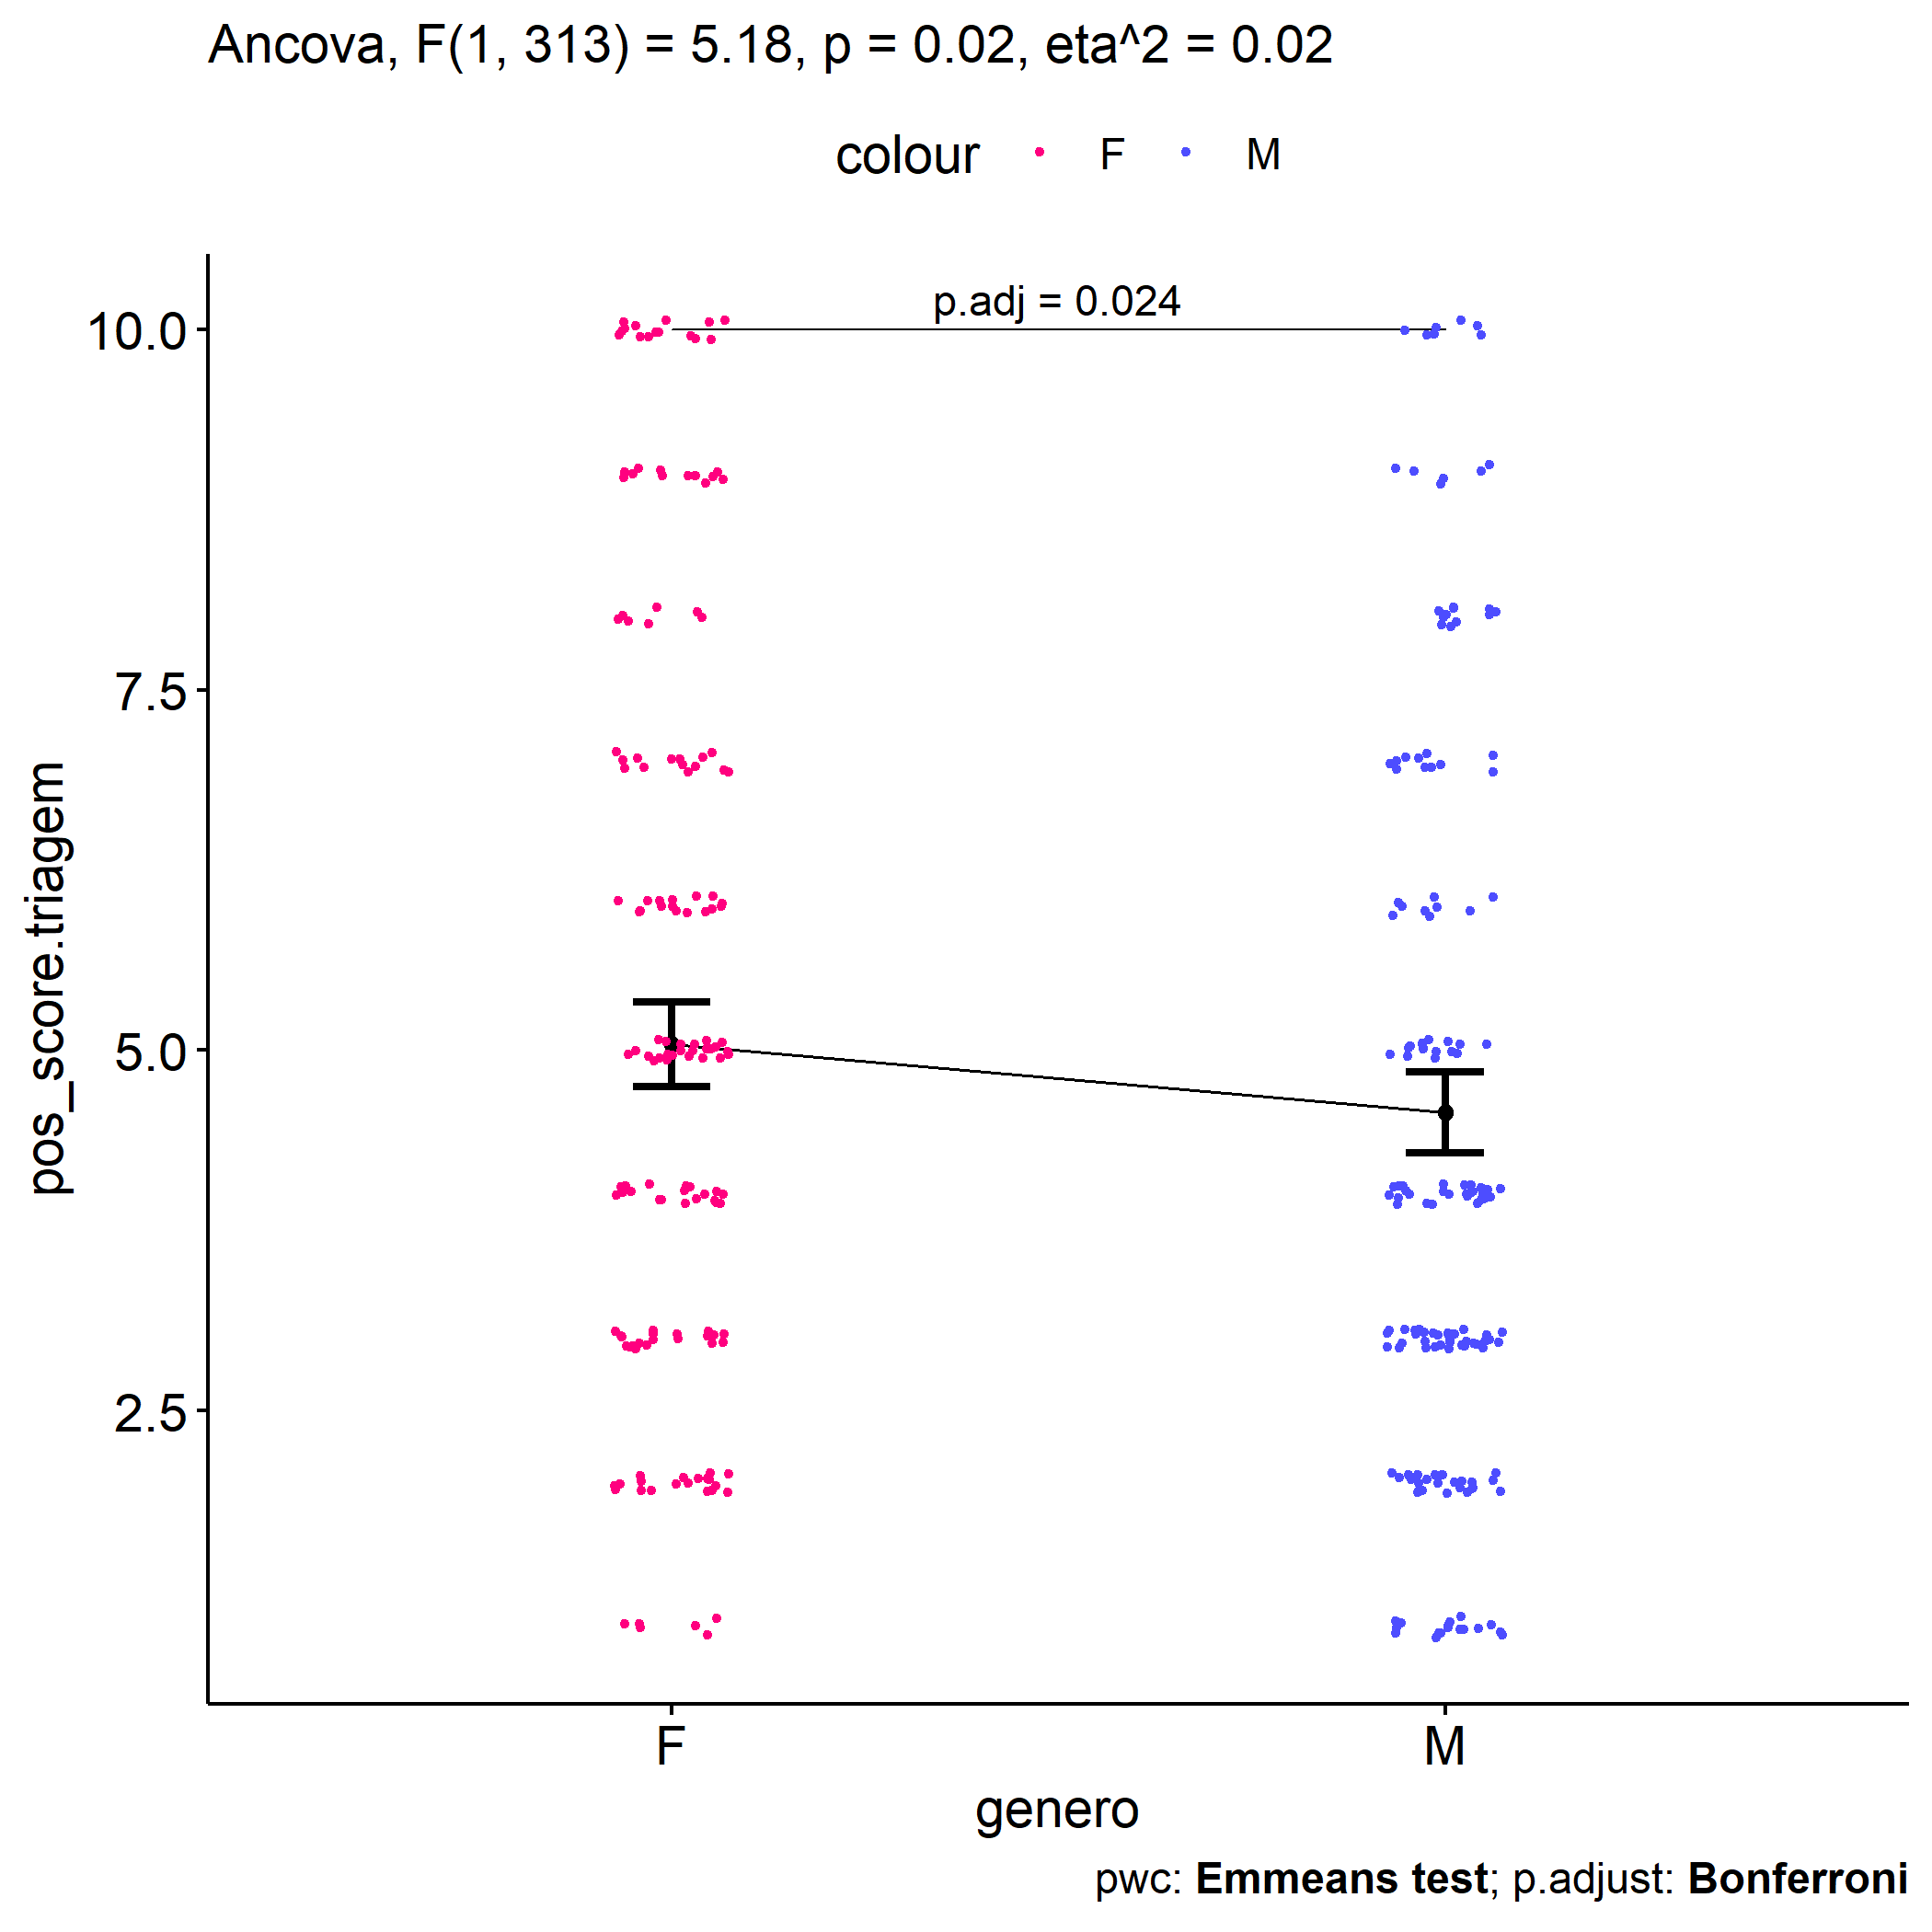 Ancova, F(1, 313) = 5.18, p = 0.02, eta^2 = 0.02
colour F M
p.adj = 0.024
10.0
7.5
5.0
2.5
pos_score.triagem
F M
genero
pwc: Emmeans test; p.adjust: Bonferroni